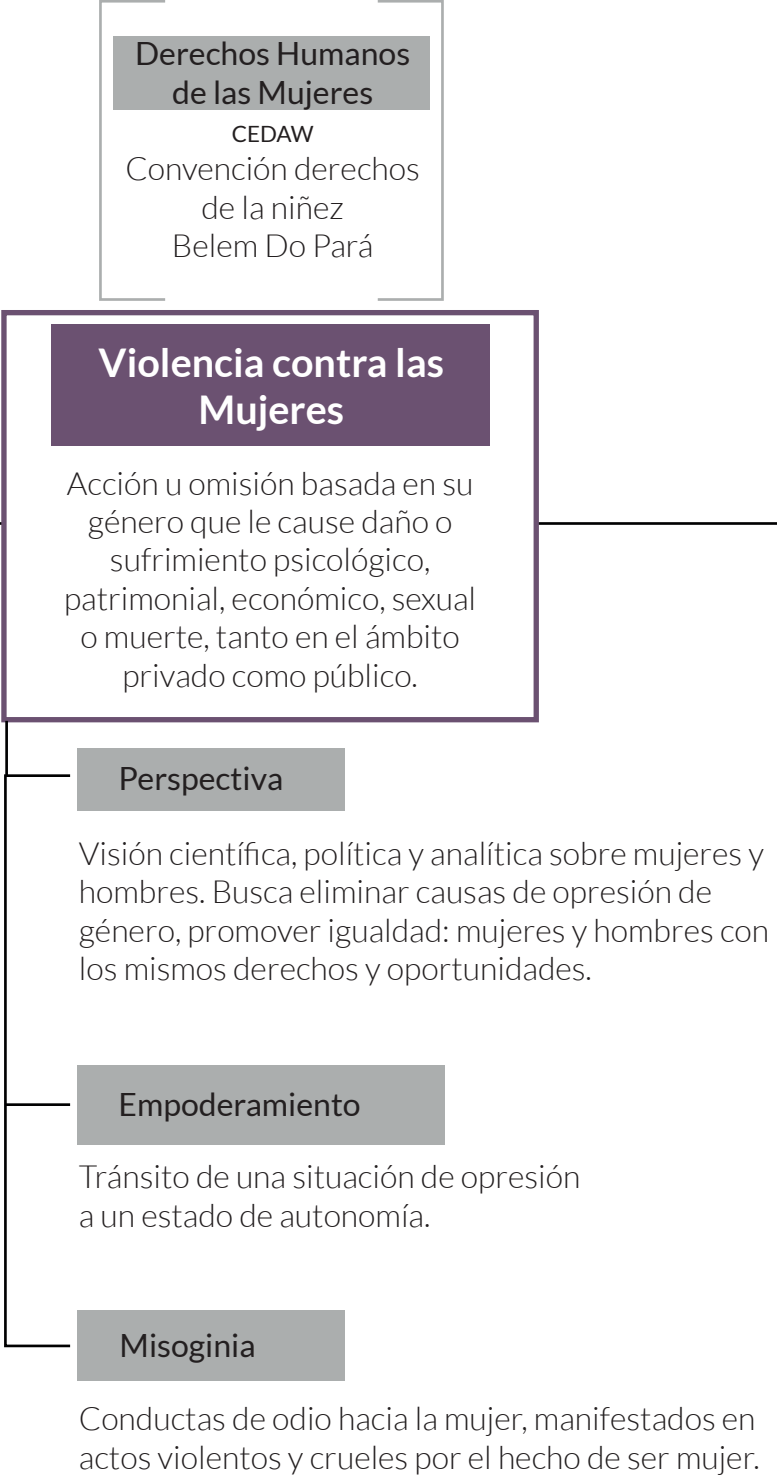 Derechos Humanos
de las Mujeres
CEDAW
Convención derechos
de la niñez
Belem Do Pará
Violencia contra las
Mujeres
Acción u omisión basada en su
género que le cause daño o
sufrimiento psicológico,
patrimonial, económico, sexual
o muerte, tanto en el ámbito
privado como público.
Perspectiva
Visión científica, política y analítica sobre mujeres y
hombres. Busca eliminar causas de opresión de
género, promover igualdad: mujeres y hombres con
los mismos derechos y oportunidades.
Empoderamiento
Tránsito de una situación de opresión
a un estado de autonomía.
Misoginia
Conductas de odio hacia la mujer, manifestados en
actos violentos y crueles por el hecho de ser mujer.